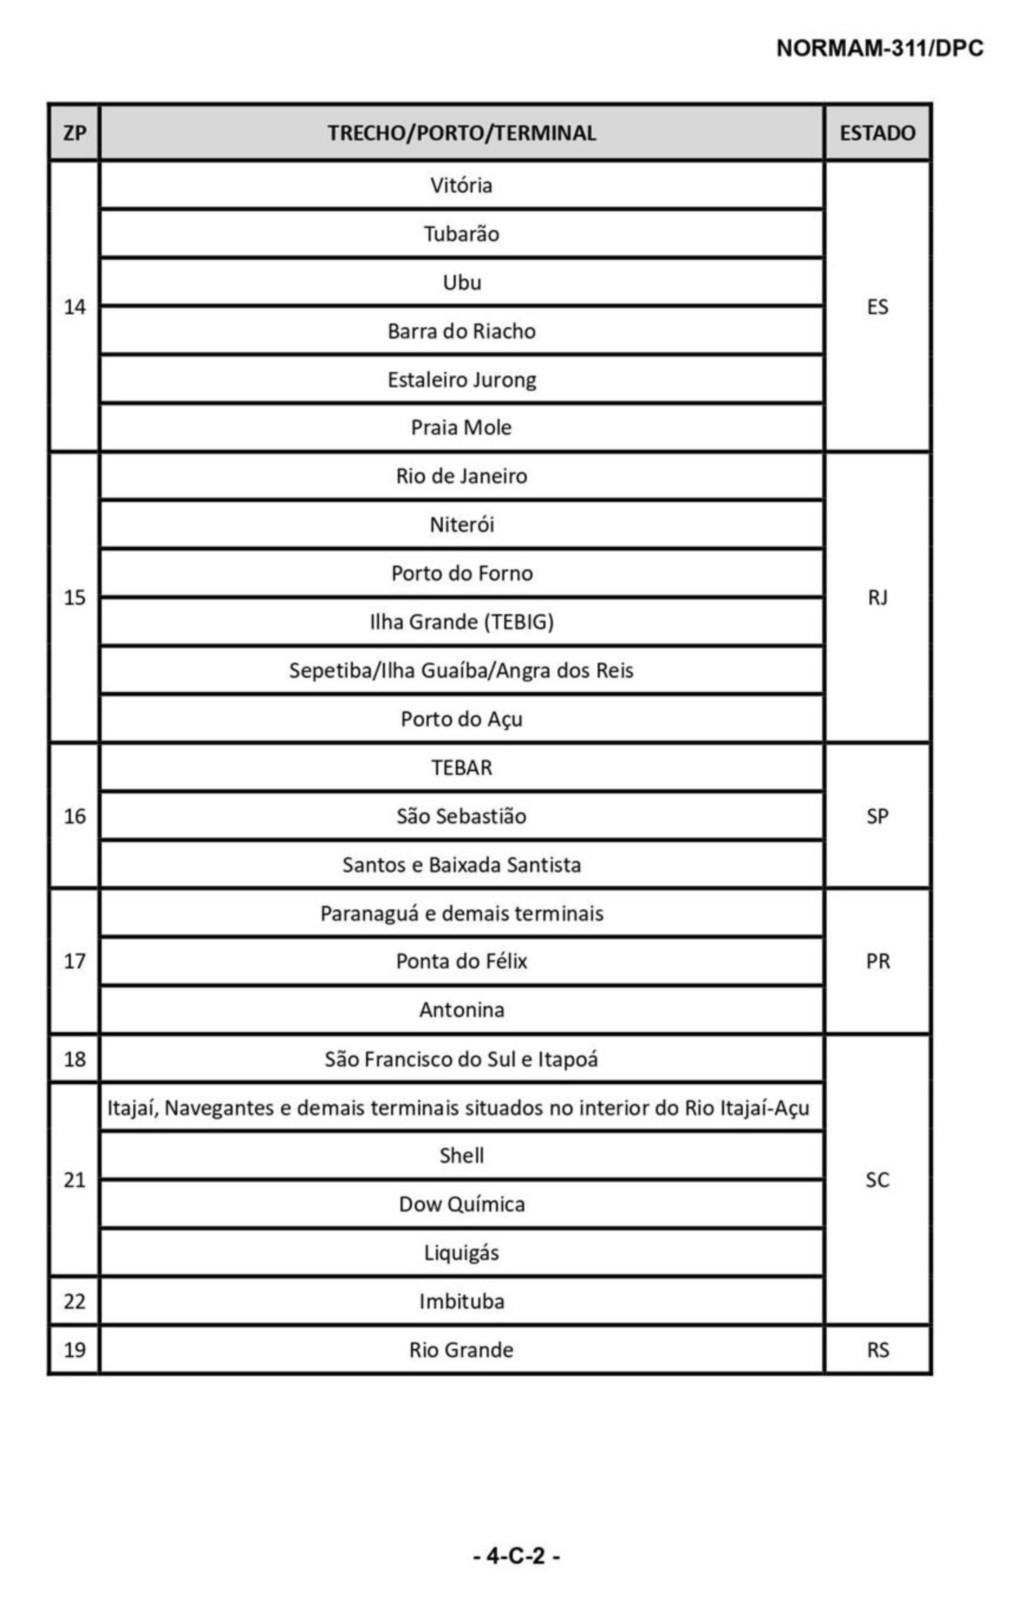 NORMAM-311/DPC
ZP TRECHO/PORTO/TERMINAL ESTADO
Vitória
Tubarão
Ubu
14 ES
Barra do Riacho
Estaleiro Jurong
Praia Mole
Rio de Janeiro
Niterói
Porto do Forno
15 RJ
Ilha Grande (TEBIG)
Sepetiba/Ilha Guaíba/Angra dos Reis
Porto do Açu
TEBAR
16 São Sebastião SP
Santos e Baixada Santista
Paranaguá e demais terminais
17 Ponta do Félix PR
Antonina
18 São Francisco do Sul e Itapoá
Itajaí, Navegantes e demais terminais situados no interior do Rio Itajaí-Açu
Shell
21 SC
Dow Química
Liquigás
22 Imbituba
19 Rio Grande RS
- 4-C-2 -